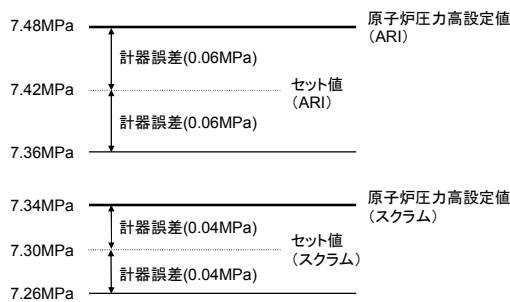 7.48MPa
原子炉圧力高設定値
（ARI）
計器誤差(0.06MPa)
7.42MPa
セット値
（ARI）
計器誤差(0.06MPa)
7.36MPa
7.34MPa
原子炉圧力高設定値
（スクラム）
計器誤差(0.04MPa)
7.30MPa
セット値
（スクラム）
計器誤差(0.04MPa)
7.26MPa